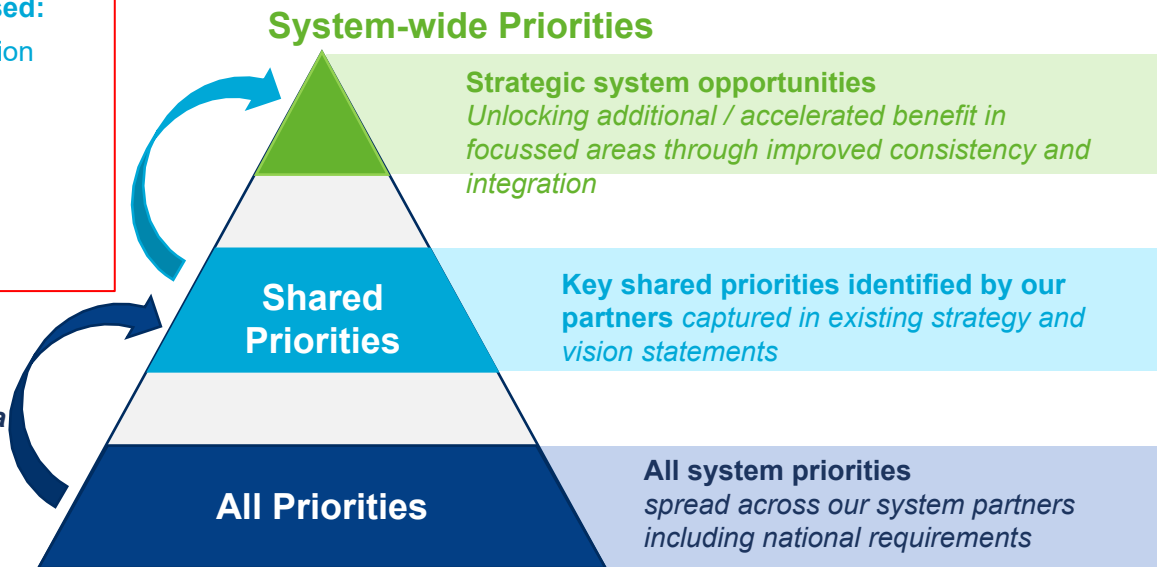 sed:
ion
System-wide Priorities
Strategic system opportunities
Unlocking additional / accelerated benefit in
focussed areas through improved consistency and
integration
Shared
Priorities
Key shared priorities identified by our
partners captured in existing strategy and
vision statements
a
All Priorities
All system priorities
spread across our system partners
including national requirements